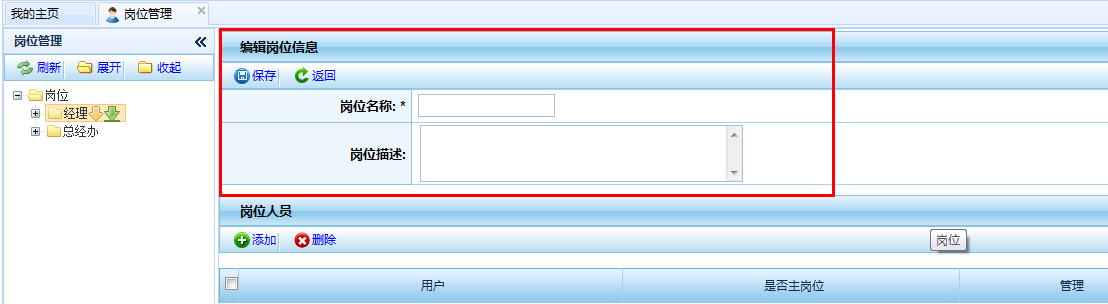 我的主页 岗位管理
岗位管理
刷新 展开 收起
岗位
经理
总经办
编辑岗位信息
保存 返回
岗位名称: *
岗位描述:
岗位人员
添加 删除
岗位
用户 是否主岗位 管理